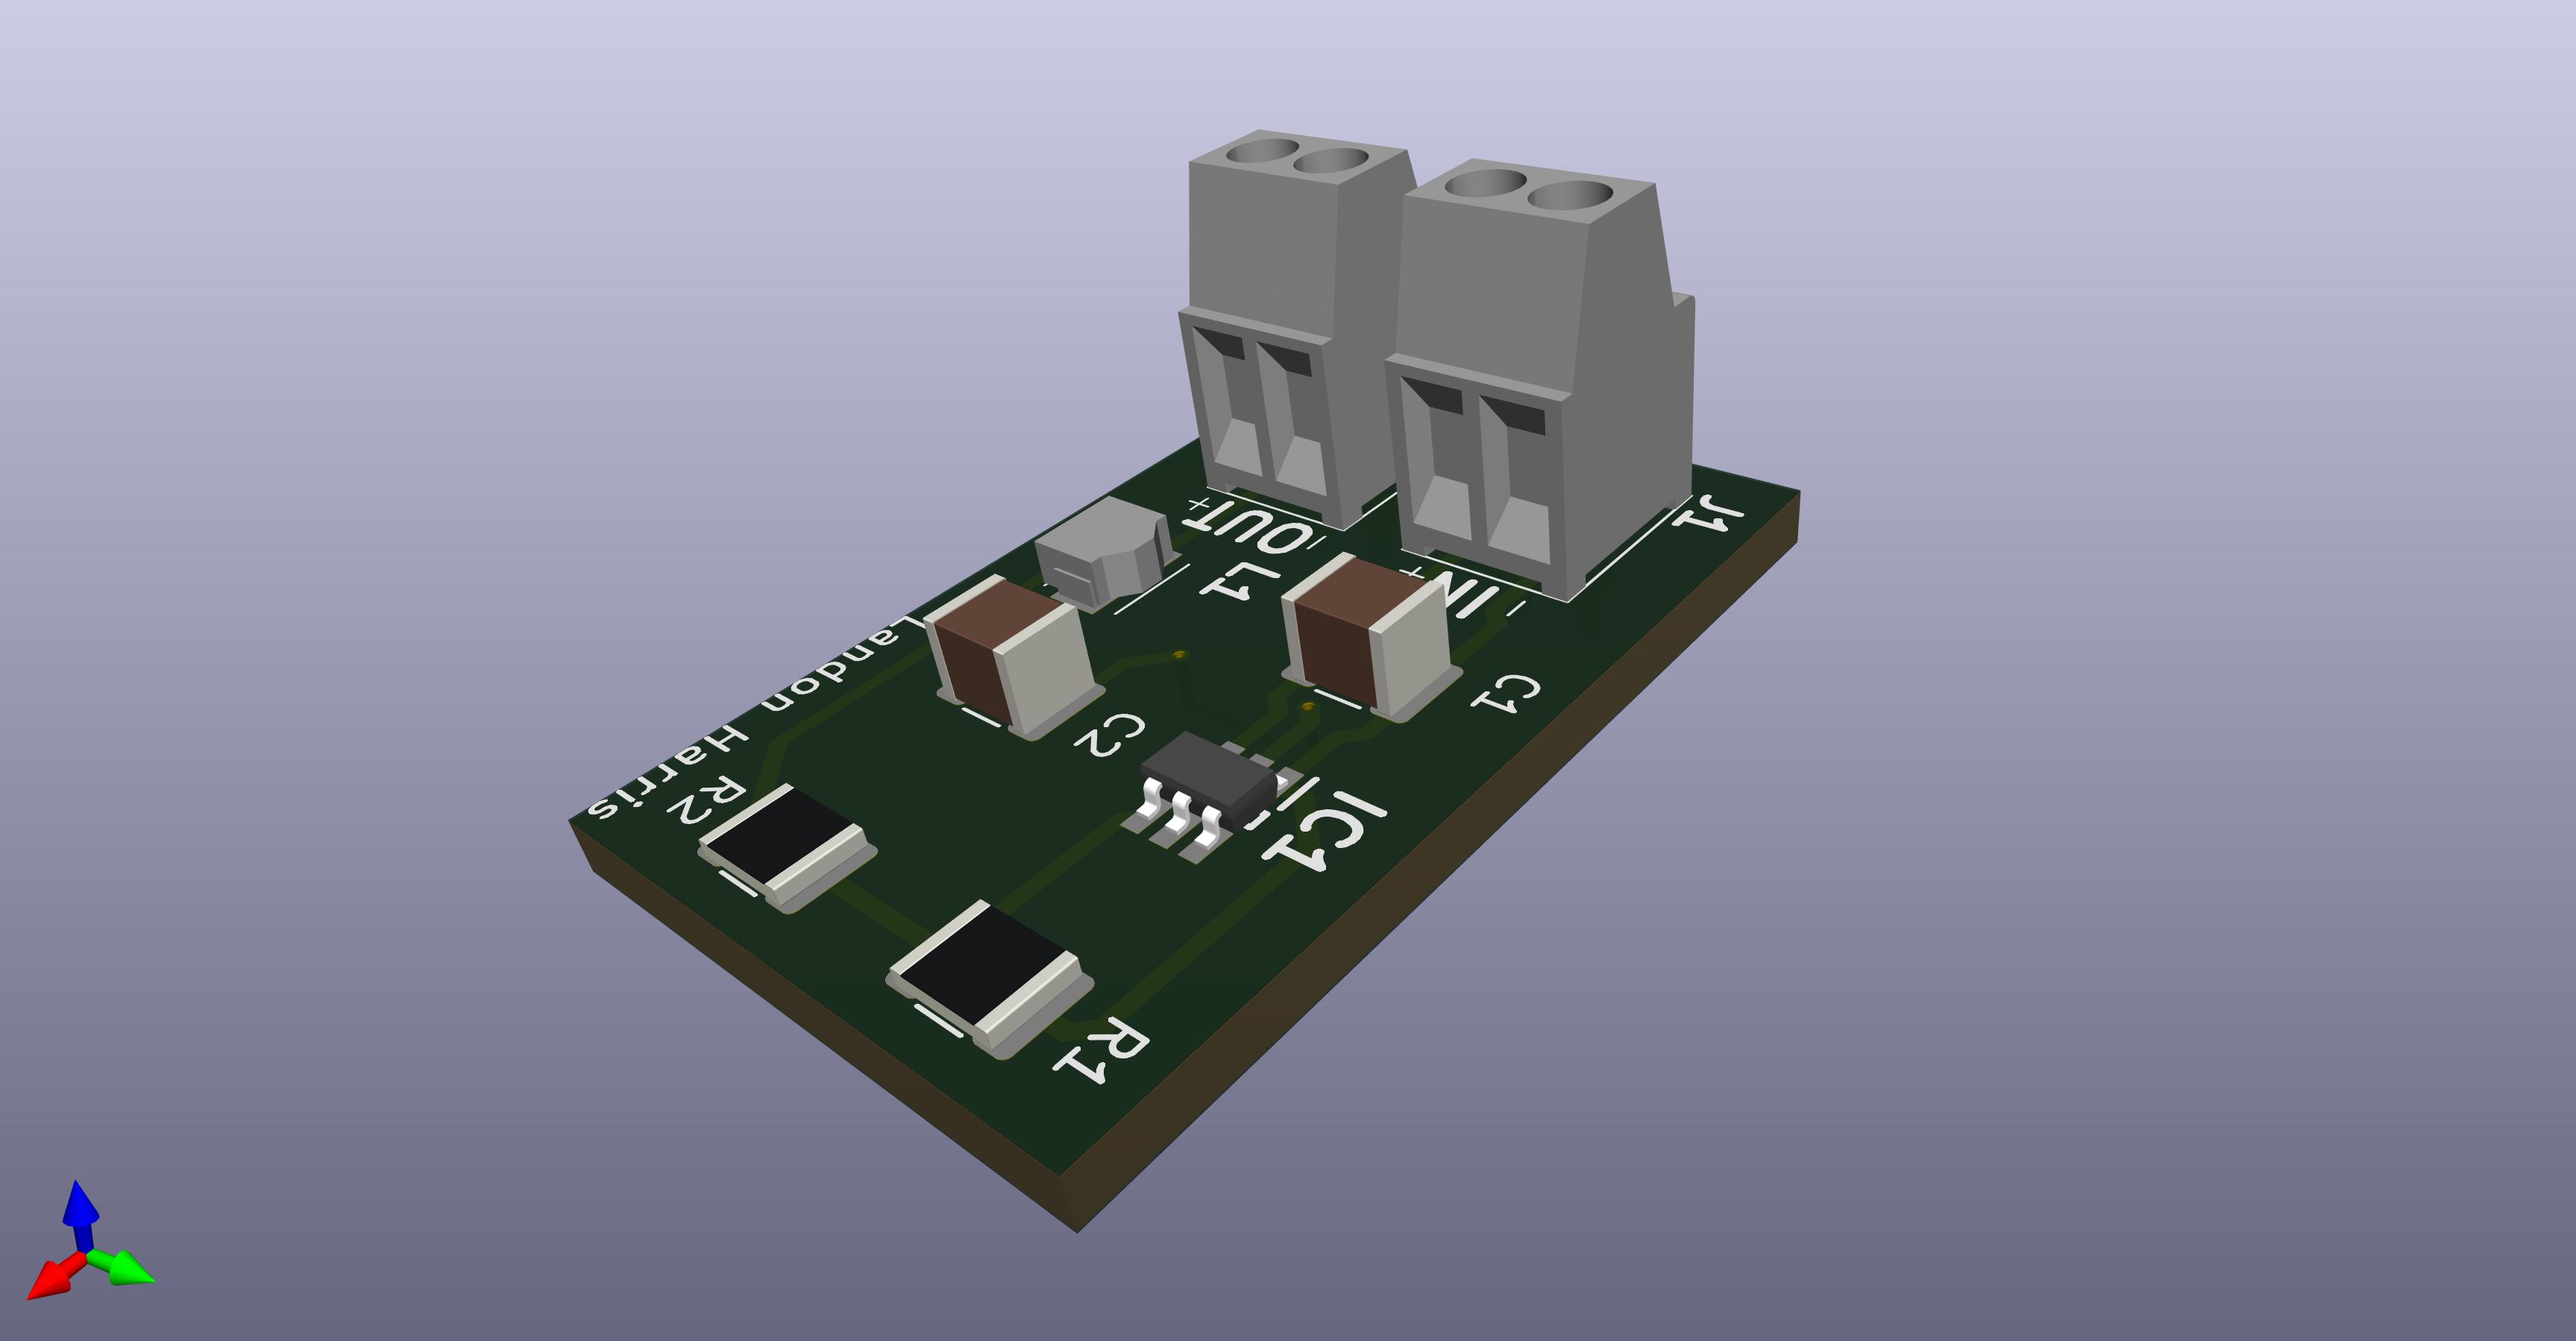 J1
+ OUT -
+ IN -
L1
C1
C2
IC1
Landon Harris
R2
R1